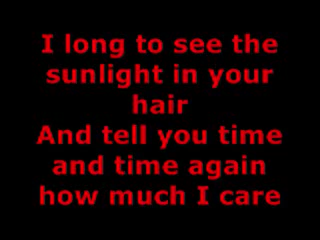 I long to see the
sunlight in your
hair
And tell you time
and time again
how much I care